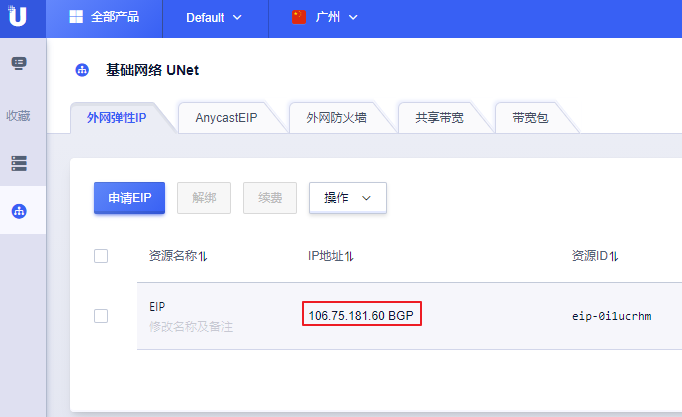 U 全部产品 Default 广州
基础网络 UNet
收藏
外网弹性IP AnycastEIP 外网防火墙 共享带宽 带宽包
申请EIP 解绑 续费 操作
资源名称 IP地址 资源ID
EIP
106.75.181.60 BGP eip-0i1ucrhm
修改名称及备注